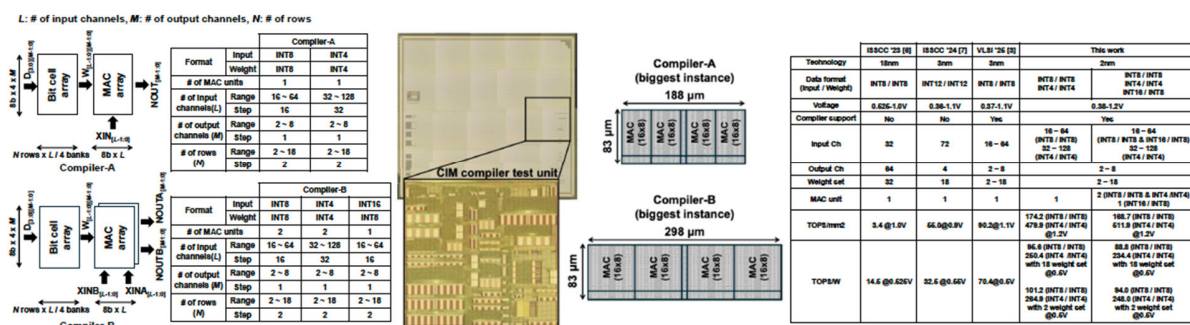 L: # of input channels, M: # of output channels, N: # of rows
8b x 4 x M
D[3:0][M-1:0]
Bit cell array
W[L-1:0][M-1:0]
MAC array
NOUT[M-1:0]
XIN[L-1:0]
N rows x L / 4 banks
8b x L
Compiler-A
Compiler-A
Format Input INT8 INT4
Weight INT8 INT4
# of MAC units 1 1
# of input channels(L) Range 16 ~ 64 32 ~ 128
Step 16 32
# of output channels (M) Range 2 ~ 8 2 ~ 8
Step 1 1
# of rows (N) Range 2 ~ 18 2 ~ 18
Step 2 2
8b x 4 x M
D[3:0][M-1:0]
Bit cell array
W[L-1:0][M-1:0]
MAC array
NOUTA[M-1:0]
NOUTB[M-1:0]
XINB[L-1:0] XINA[L-1:0]
N rows x L / 4 banks
8b x L
Compiler-B
Compiler-B
Format Input INT8 INT4 INT16
Weight INT8 INT4 INT8
# of MAC units 2 2 1
# of input channels (L) Range 16 ~ 64 32 ~ 128 16 ~ 64
Step 16 32 16
# of output channels (M) Range 2 ~ 8 2 ~ 8 2 ~ 8
Step 1 1 1
# of rows (N) Range 2 ~ 18 2 ~ 18 2 ~ 18
Step 2 2 2
CIM compiler test unit
Compiler-A
(biggest instance)
188 µm
83 µm
MAC (16x8) MAC (16x8) MAC (16x8) MAC (16x8)
Compiler-B
(biggest instance)
298 µm
83 µm
MAC (16x8) MAC (16x8) MAC (16x8) MAC (16x8)
ISSCC '23 [6] ISSCC '24 [7] VLSI '25 [3] This work
Technology 18nm 3nm 3nm 2nm
Data format (Input / Weight) INT8 / INT8 INT12 / INT12 INT8 / INT8 INT8 / INT8 INT4 / INT4 INT8 / INT8 INT4 / INT4 INT16 / INT8
Voltage 0.525-1.0V 0.36-1.1V 0.37-1.1V 0.38-1.2V
Compiler support No No Yes Yes
Input Ch 32 72 16 ~ 64 16 ~ 64 (INT8 / INT8) 32 ~ 128 (INT4 / INT4) 16 ~ 64 (INT8 / INT8 & INT16 / INT8) 32 ~ 128 (INT4 / INT4)
Output Ch 64 4 2 ~ 8 2 ~ 8
Weight set 32 18 2 ~ 18 2 ~ 18
MAC unit 1 1 1 1 2 (INT8 / INT8 & INT4 /INT4) 1 (INT16 / INT8)
TOPS/mm2 3.4 @1.0V 55.0@0.9V 90.2@1.1V 174.2 (INT8 / INT8) 479.9 (INT4 / INT4) @1.2V 168.7 (INT8 / INT8) 511.9 (INT4 / INT4) @1.2V
TOPS/W 14.5 @0.525V 32.5 @0.55V 70.4@0.5V
(INT8 / INT8) 250.4 (INT4 / INT4) with 18 weight set @0.5V
88.8 (INT8 / INT8) 234.4 (INT4 / INT4) with 18 weight set @0.5V
101.2 (INT8 / INT8) 264.9 (INT4 / INT4) with 2 weight set @0.5V
94.0 (INT8 / INT8) 248.0 (INT4 / INT4) with 2 weight set @0.5V